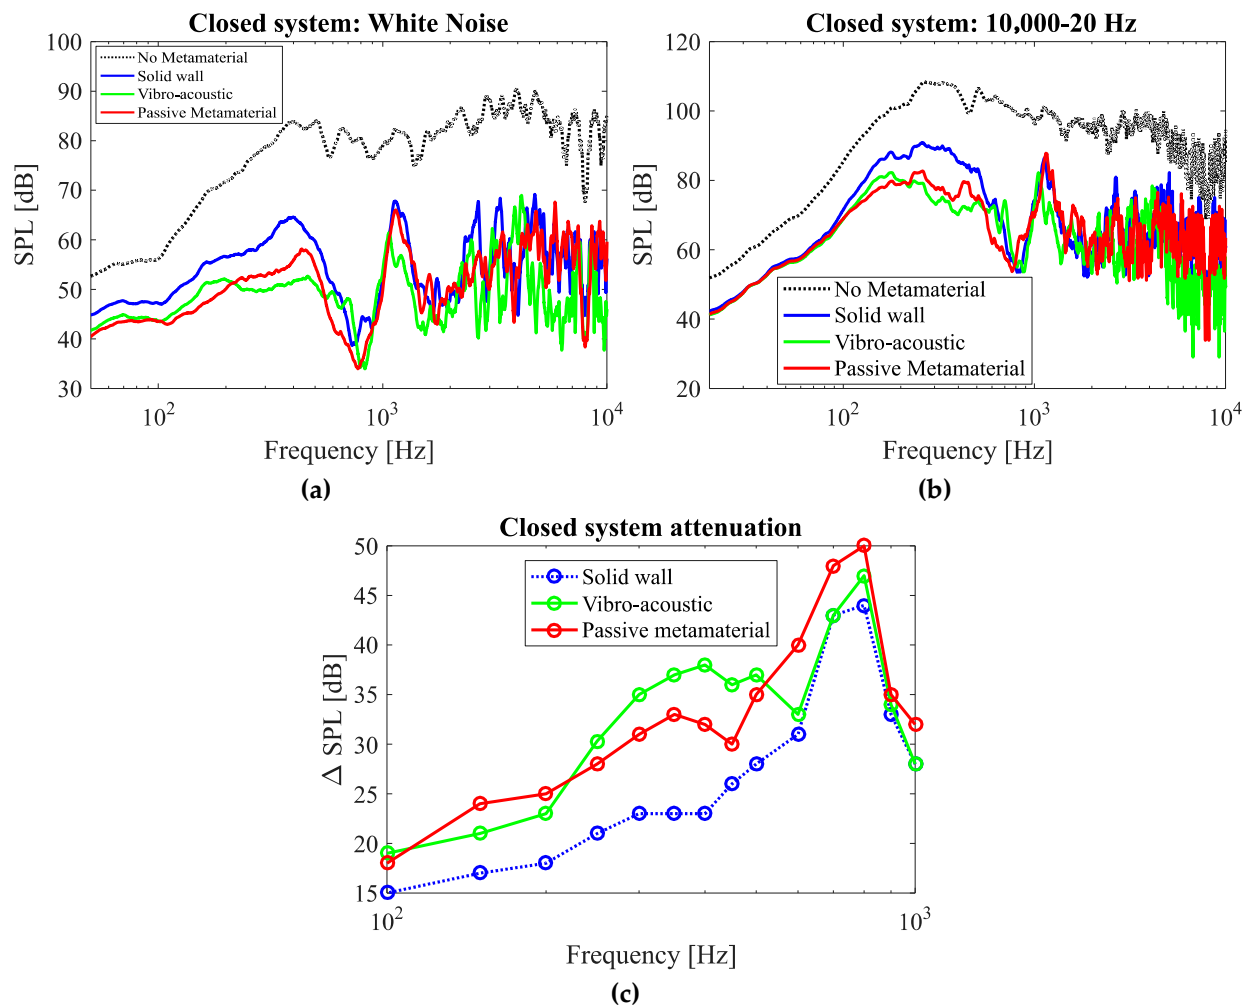 Closed system: White Noise
100
90
80
70
60
50
40
30
SPL [dB]
No Metamaterial
Solid wall
Vibro-acoustic
Passive Metamaterial
10^2
10^3
10^4
Frequency [Hz]
(a)
Closed system: 10,000-20 Hz
120
100
80
60
40
20
SPL [dB]
No Metamaterial
Solid wall
Vibro-acoustic
Passive Metamaterial
10^2
10^3
10^4
Frequency [Hz]
(b)
Closed system attenuation
50
45
40
35
30
25
20
15
Δ SPL [dB]
Solid wall
Vibro-acoustic
Passive metamaterial
10^2
10^3
Frequency [Hz]
(c)